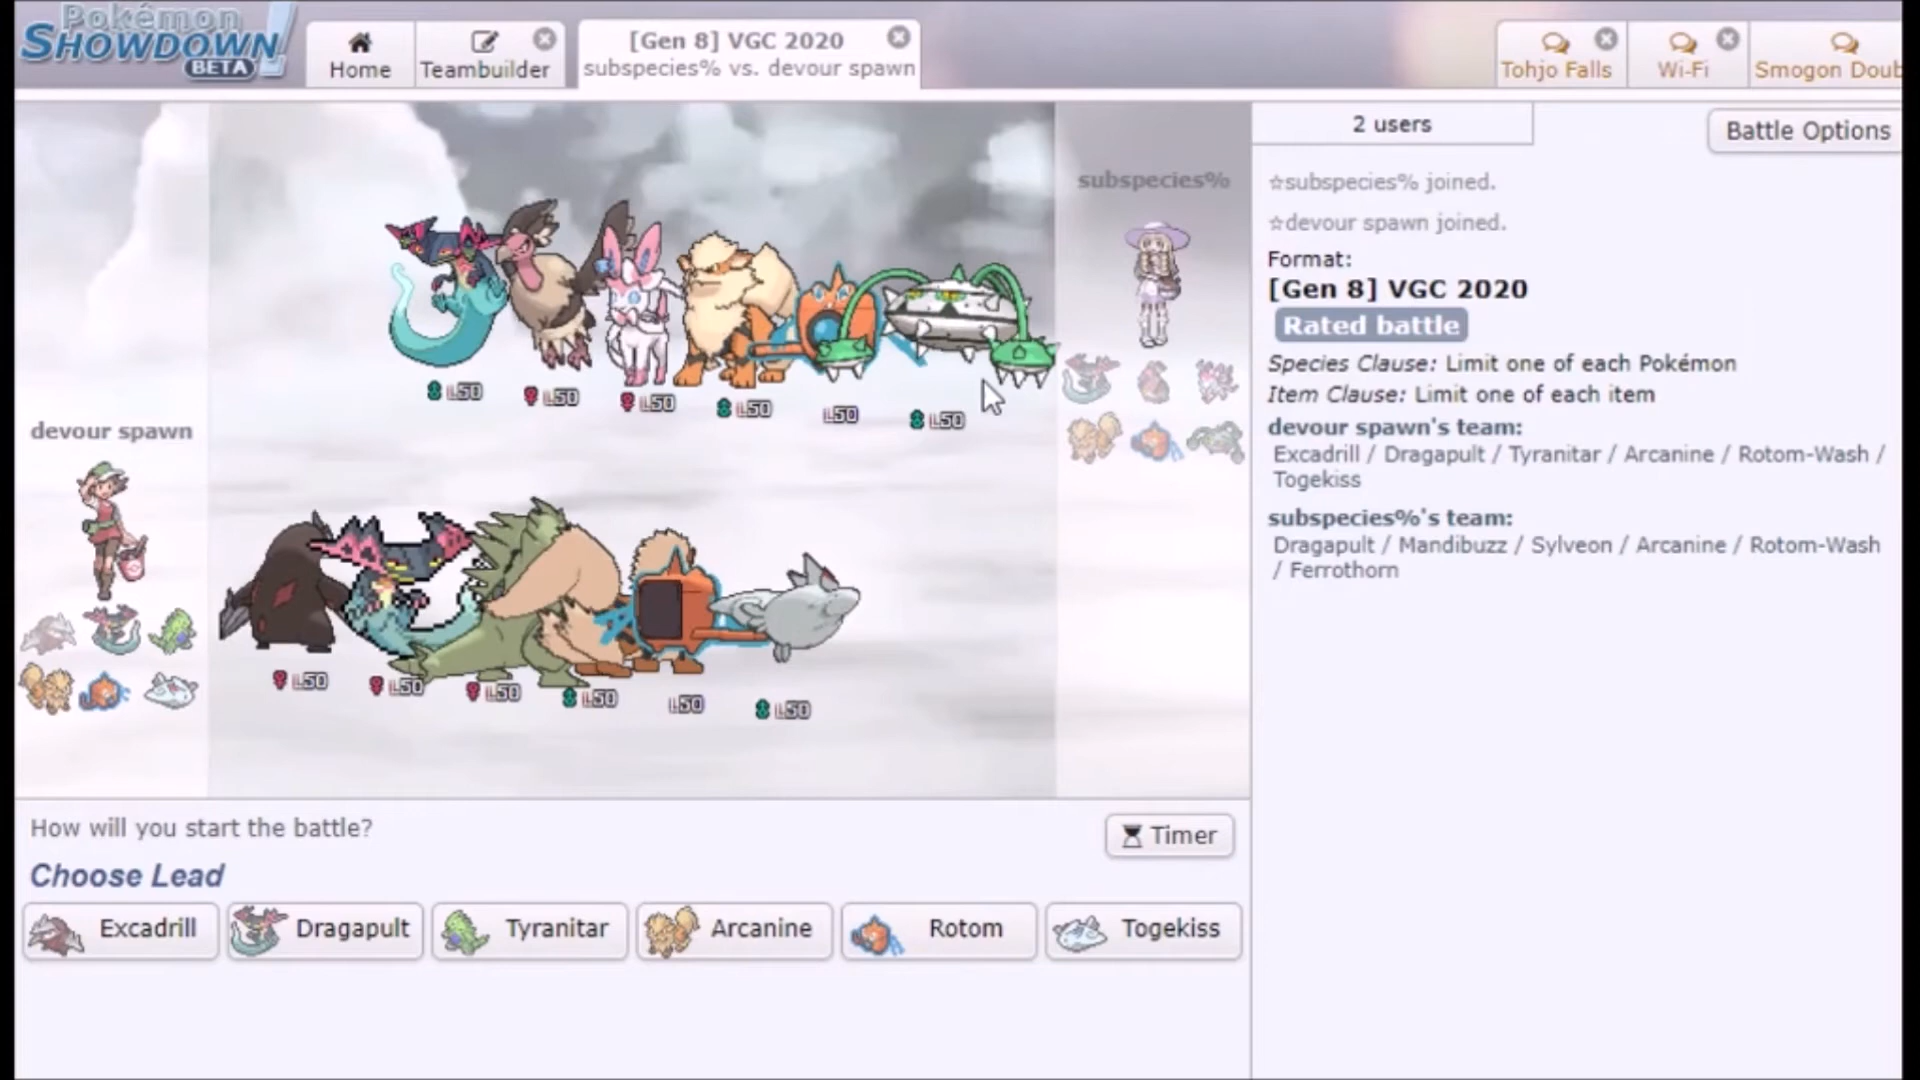 Pokémon
SHOWDOWN!
BETA
Home
Teambuilder
[Gen 8] VGC 2020
subspecies% vs. devour spawn
Tohjo Falls
Wi-Fi
Smogon Doub
2 users
Battle Options
☆subspecies% joined.
☆devour spawn joined.
Format:
[Gen 8] VGC 2020
Rated battle
Species Clause: Limit one of each Pokémon
Item Clause: Limit one of each item
devour spawn's team:
Excadrill / Dragapult / Tyranitar / Arcanine / Rotom-Wash /
Togekiss
subspecies%'s team:
Dragapult / Mandibuzz / Sylveon / Arcanine / Rotom-Wash
/ Ferrothorn
subspecies%
L50
L50
L50
L50
L50
L50
devour spawn
L50
L50
L50
L50
L50
L50
How will you start the battle?
Timer
Choose Lead
Excadrill
Dragapult
Tyranitar
Arcanine
Rotom
Togekiss